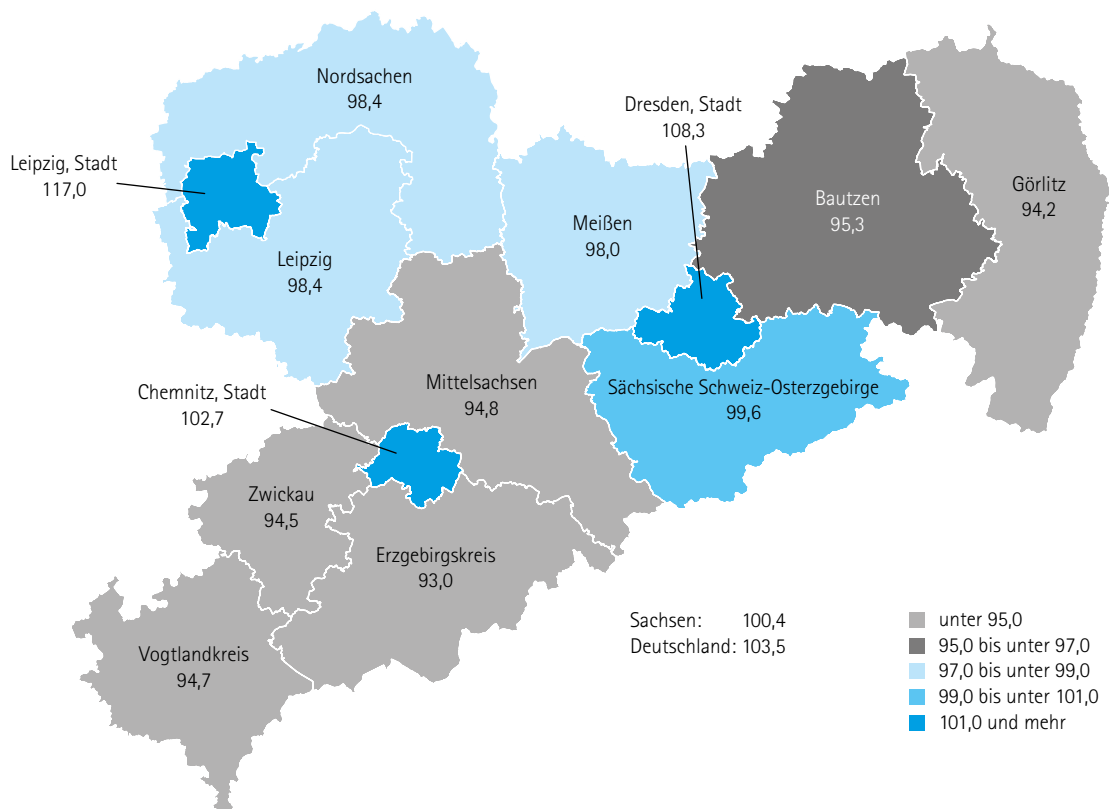 Nordsachen
98,4
Dresden, Stadt
108,3
Leipzig, Stadt
117,0
Görlitz
94,2
Bautzen
95,3
Meißen
98,0
Leipzig
98,4
Mittelsachsen
94,8
Sächsische Schweiz-Osterzgebirge
99,6
Chemnitz, Stadt
102,7
Zwickau
94,5
Erzgebirgskreis
93,0
Vogtlandkreis
94,7
Sachsen: 100,4
Deutschland: 103,5
unter 95,0
95,0 bis unter 97,0
97,0 bis unter 99,0
99,0 bis unter 101,0
101,0 und mehr